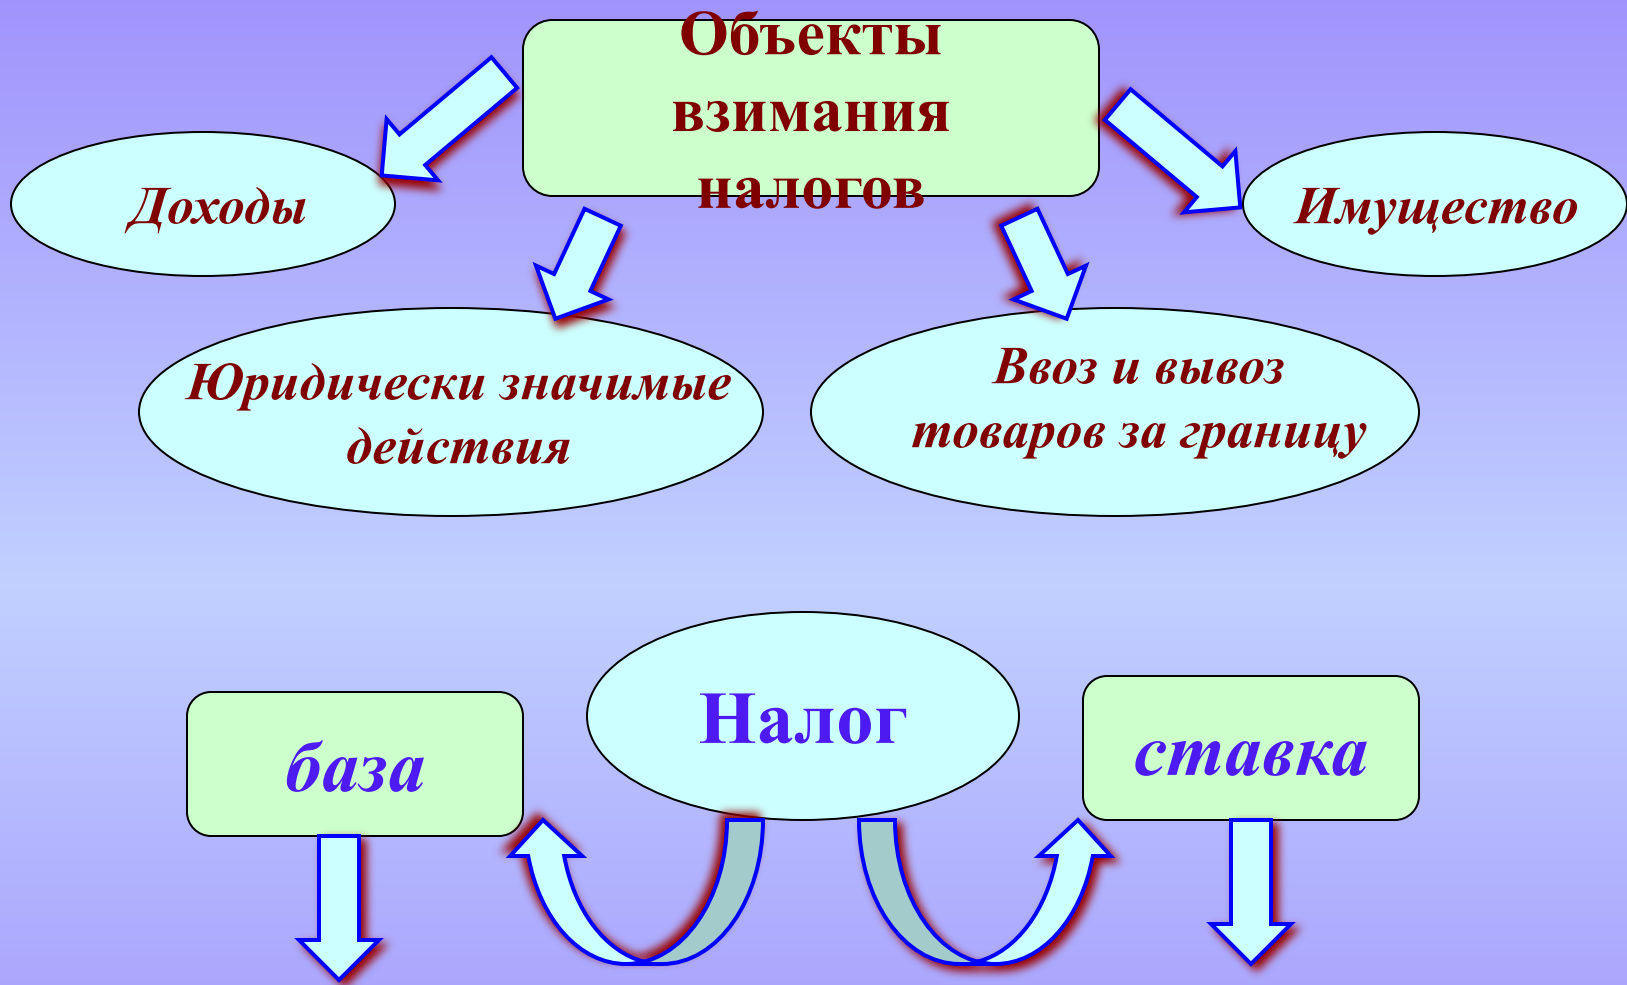 Объекты
взимания
налогов
Доходы
Имущество
Юридически значимые
действия
Ввоз и вывоз
товаров за границу
Налог
база
ставка